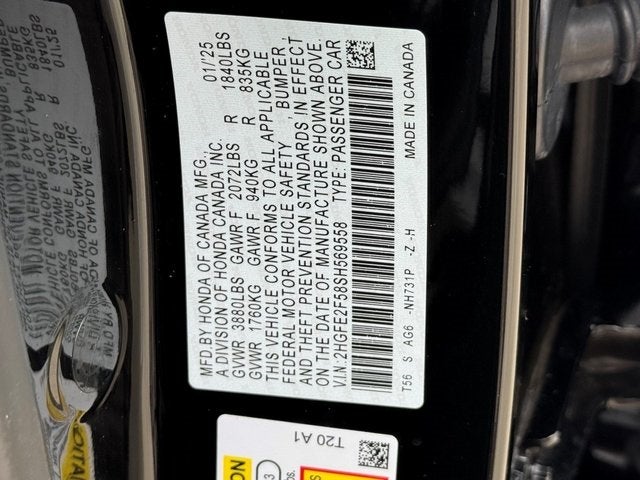 MFD.BY HONDA OF CANADA MFG., 01/'25
A DIVISION OF HONDA CANADA INC.
GVWR 3880LBS GAWR F 2072LBS R 1840LBS
GVWR 1760KG GAWR F 940KG R 835KG
THIS VEHICLE CONFORMS TO ALL APPLICABLE
FEDERAL MOTOR VEHICLE SAFETY , BUMPER ,
AND THEFT PREVENTION STANDARDS IN EFFECT
ON THE DATE OF MANUFACTURE SHOWN ABOVE.
V.I.N.:2HGFE2F58SH569558 TYPE: PASSENGER CAR
T56 S AG6 -NH731P -Z -H MADE IN CANADA
T20 A1